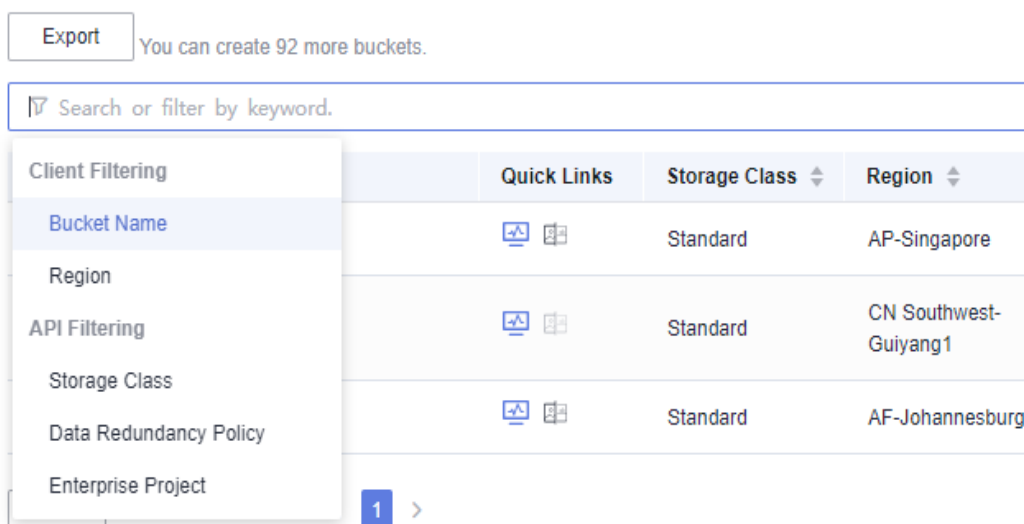 Export
You can create 92 more buckets.
Search or filter by keyword.
Client Filtering
Bucket Name
Region
API Filtering
Storage Class
Data Redundancy Policy
Enterprise Project
Quick Links
Storage Class
Region
Standard
AP-Singapore
Standard
CN Southwest-
Guiyang1
Standard
AF-Johannesburg
1